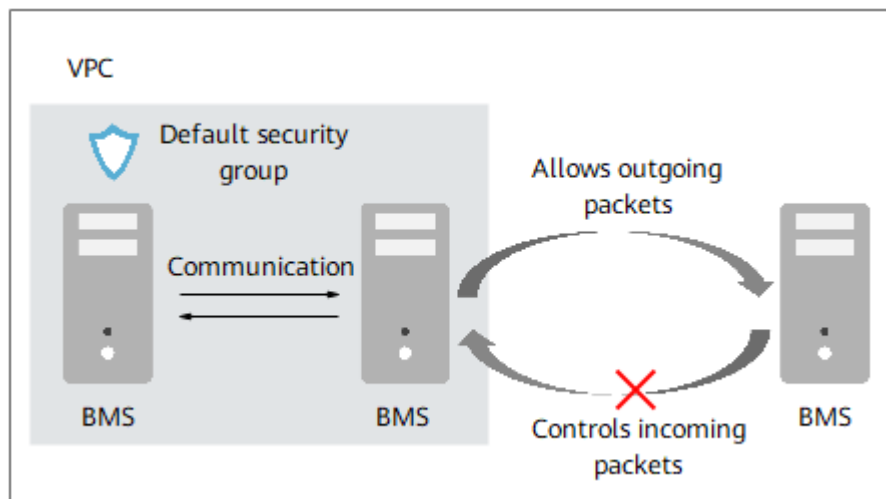 VPC
Default security
group
Allows outgoing
packets
Communication
BMS
BMS
BMS
Controls incoming
packets